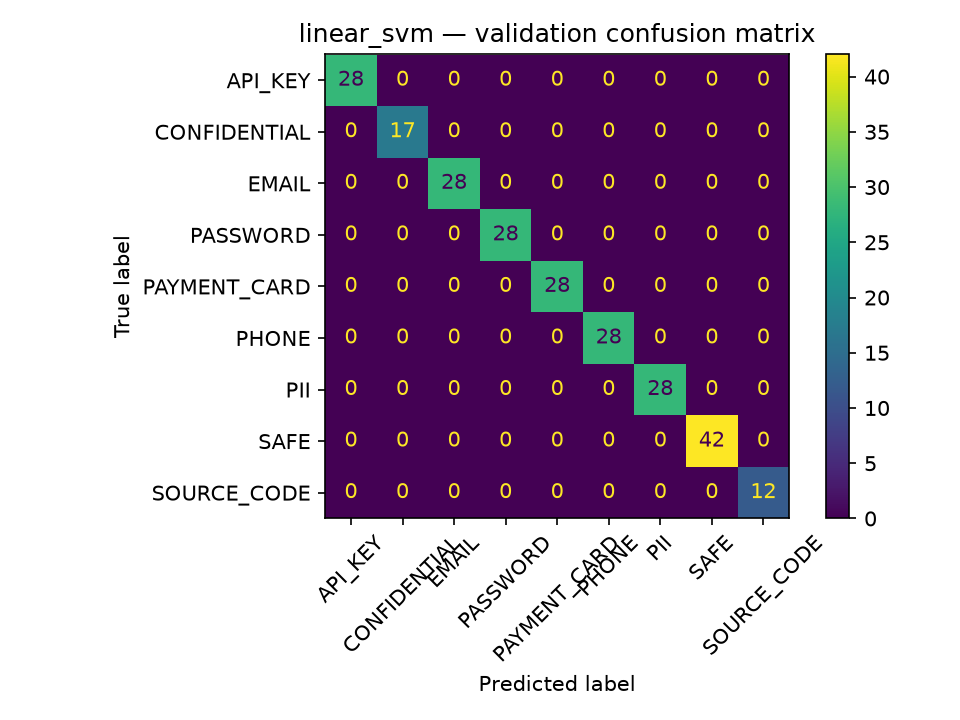 linear_svm — validation confusion matrix
True label
API_KEY 28 0 0 0 0 0 0 0 0
CONFIDENTIAL 0 17 0 0 0 0 0 0 0
EMAIL 0 0 28 0 0 0 0 0 0
PASSWORD 0 0 0 28 0 0 0 0 0
PAYMENT_CARD 0 0 0 0 28 0 0 0 0
PHONE 0 0 0 0 0 28 0 0 0
PII 0 0 0 0 0 0 28 0 0
SAFE 0 0 0 0 0 0 0 42 0
SOURCE_CODE 0 0 0 0 0 0 0 0 12
API_KEY
CONFIDENTIAL
EMAIL
PASSWORD
PAYMENT_CARD
PHONE
PII
SAFE
SOURCE_CODE
Predicted label
40
35
30
25
20
15
10
5
0